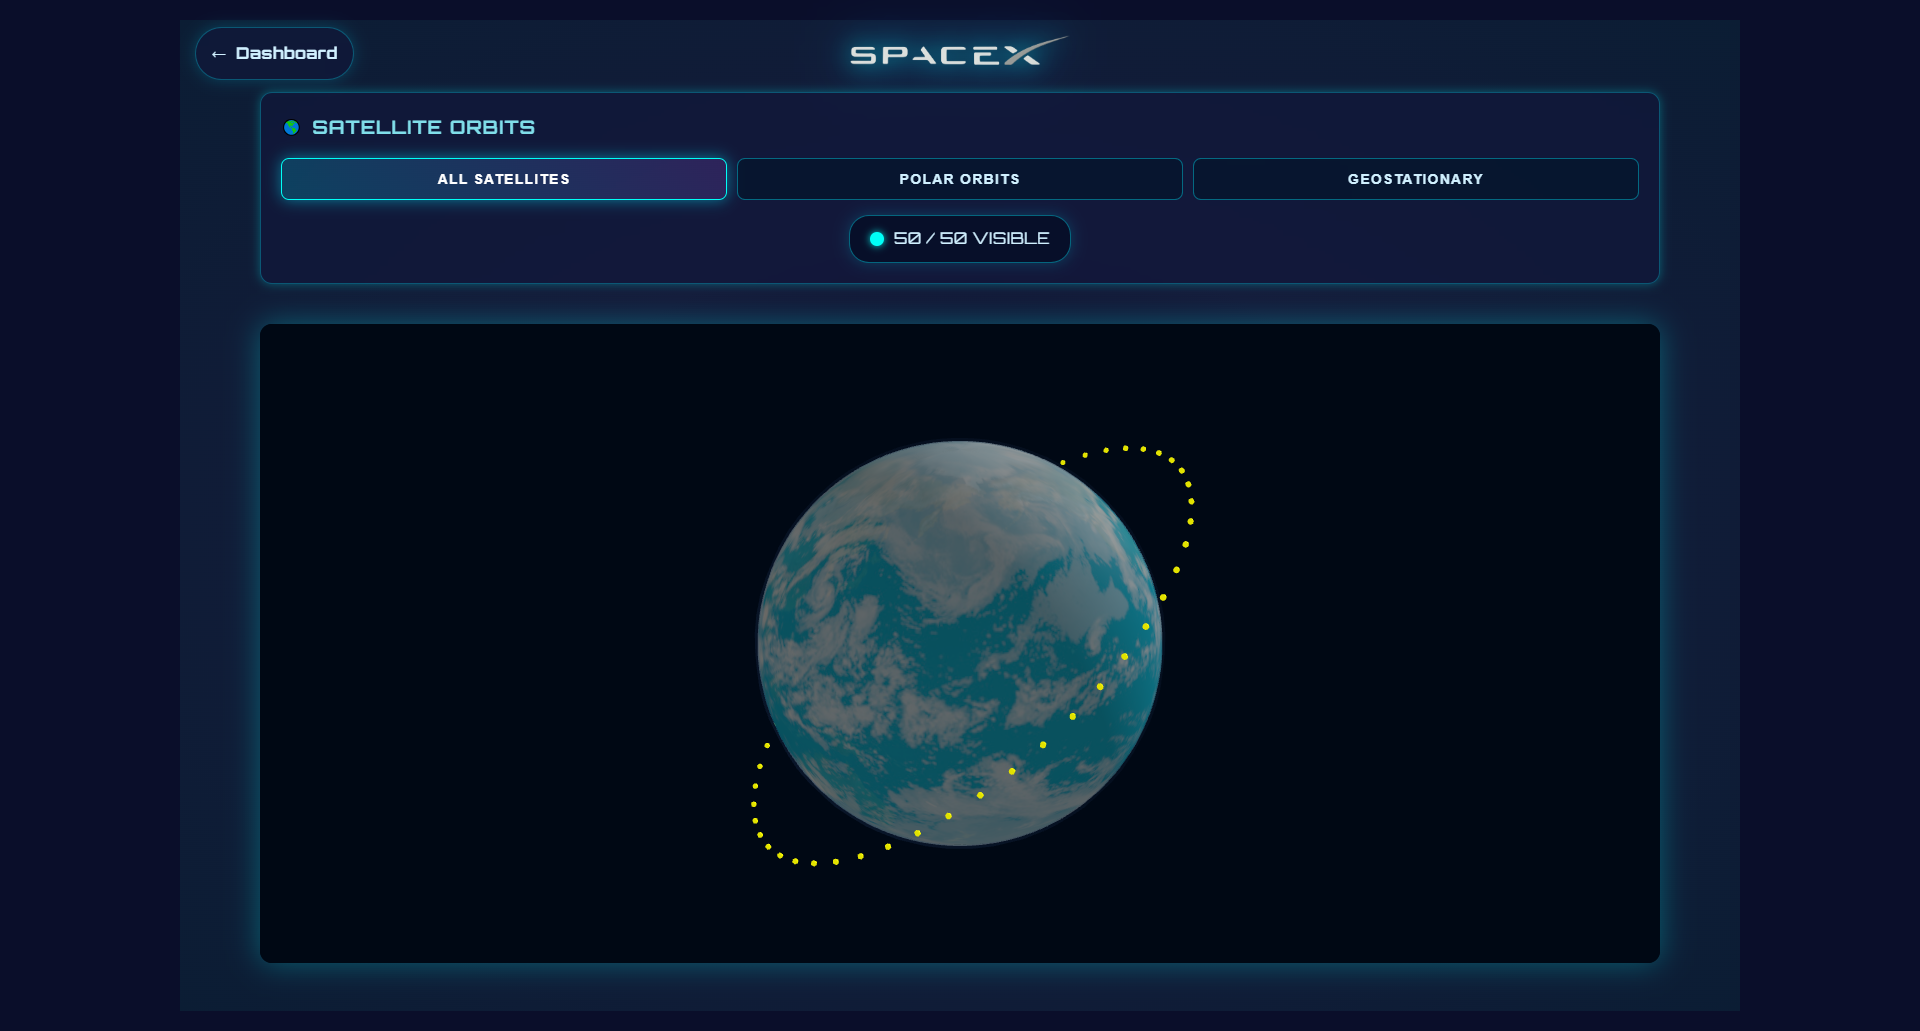 ← Dashboard
SPACEX
SATELLITE ORBITS
ALL SATELLITES
POLAR ORBITS
GEOSTATIONARY
50 / 50 VISIBLE